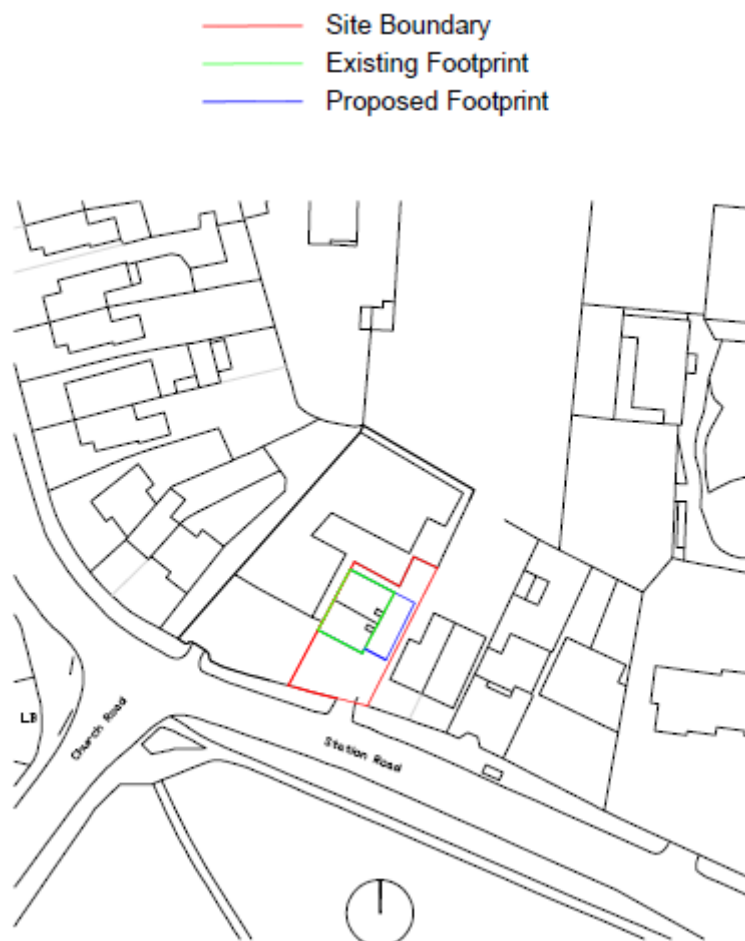 Site Boundary
Existing Footprint
Proposed Footprint
LB
Church Road
Station Road